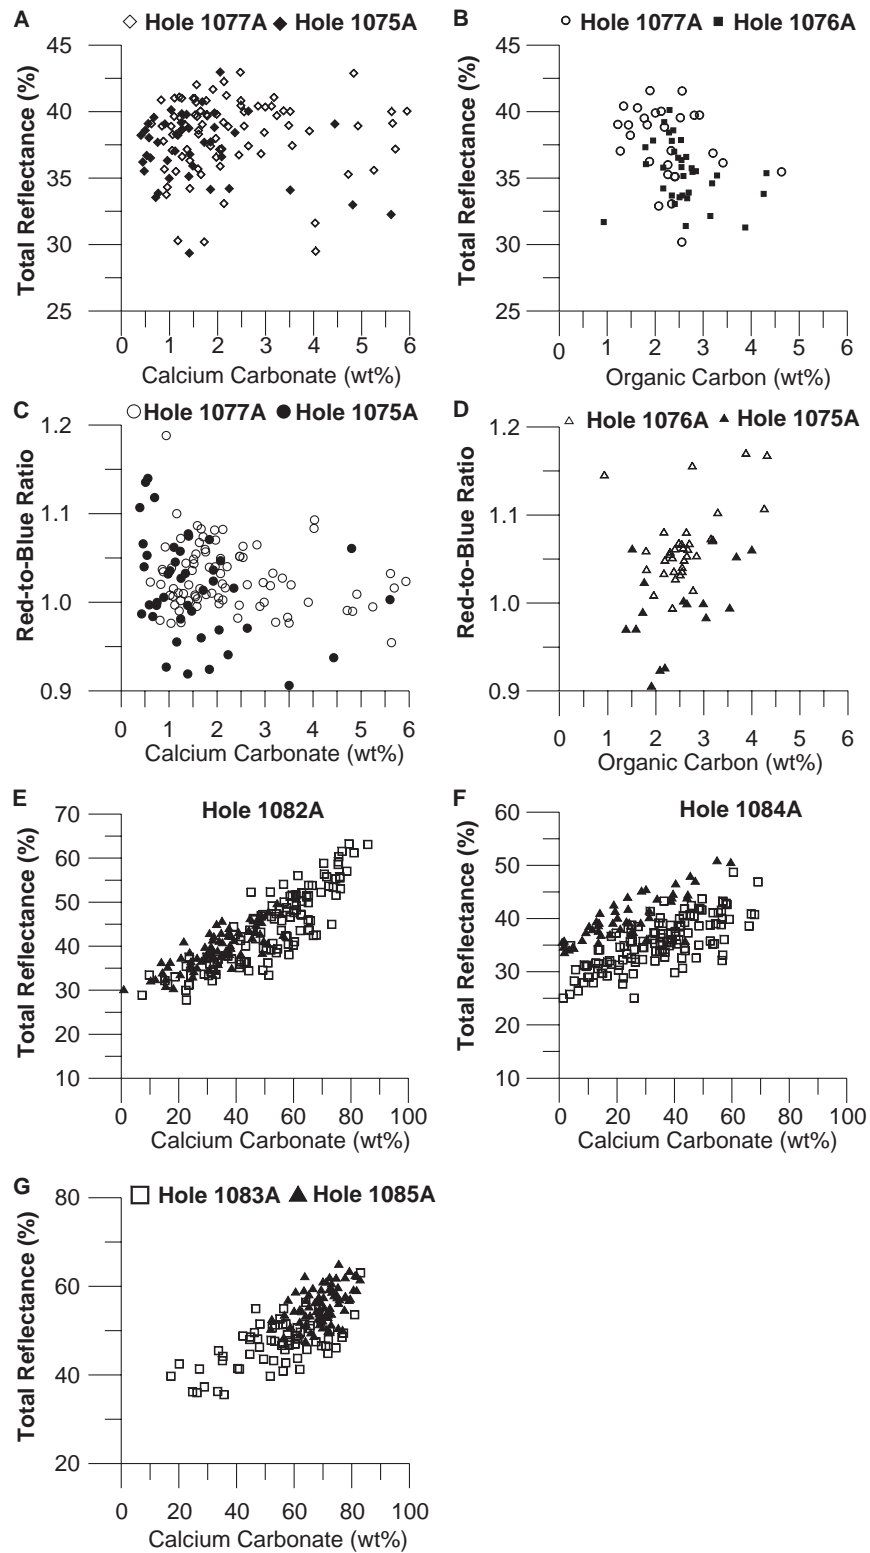 A ◇ Hole 1077A ◆ Hole 1075A
Total Reflectance (%)
45
40
35
30
25
0 1 2 3 4 5 6
Calcium Carbonate (wt%)
B ○ Hole 1077A ■ Hole 1076A
Total Reflectance (%)
45
40
35
30
25
0 1 2 3 4 5 6
Organic Carbon (wt%)
C ○ Hole 1077A ● Hole 1075A
Red-to-Blue Ratio
1.2
1.1
1.0
0.9
0 1 2 3 4 5 6
Calcium Carbonate (wt%)
D △ Hole 1076A ▲ Hole 1075A
Red-to-Blue Ratio
1.2
1.1
1.0
0.9
0 1 2 3 4 5 6
Organic Carbon (wt%)
E Hole 1082A
Total Reflectance (%)
70
60
50
40
30
20
10
0 20 40 60 80 100
Calcium Carbonate (wt%)
F Hole 1084A
Total Reflectance (%)
60
50
40
30
20
10
0 20 40 60 80 100
Calcium Carbonate (wt%)
G □ Hole 1083A ▲ Hole 1085A
Total Reflectance (%)
80
60
40
20
0 20 40 60 80 100
Calcium Carbonate (wt%)